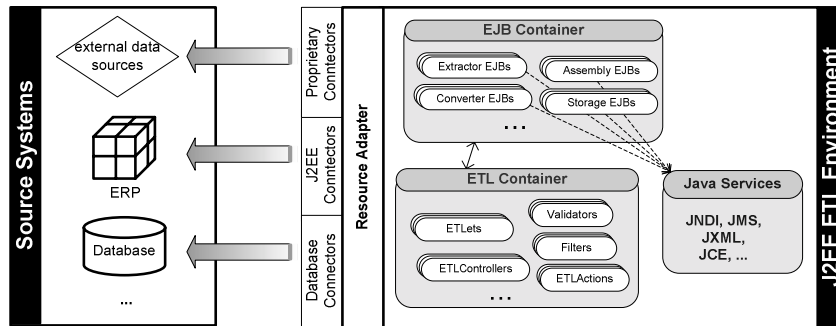 Source Systems
external data
sources
ERP
Database
...
Proprietary
Conntectors
J2EE
Conntectors
Database
Connectors
Resource Adapter
EJB Container
Extractor EJBs
Assembly EJBs
Converter EJBs
Storage EJBs
...
ETL Container
ETLets
Validators
Filters
ETLControllers
ETLActions
...
Java Services
JNDI, JMS,
JXML,
JCE, ...
J2EE ETL Environment